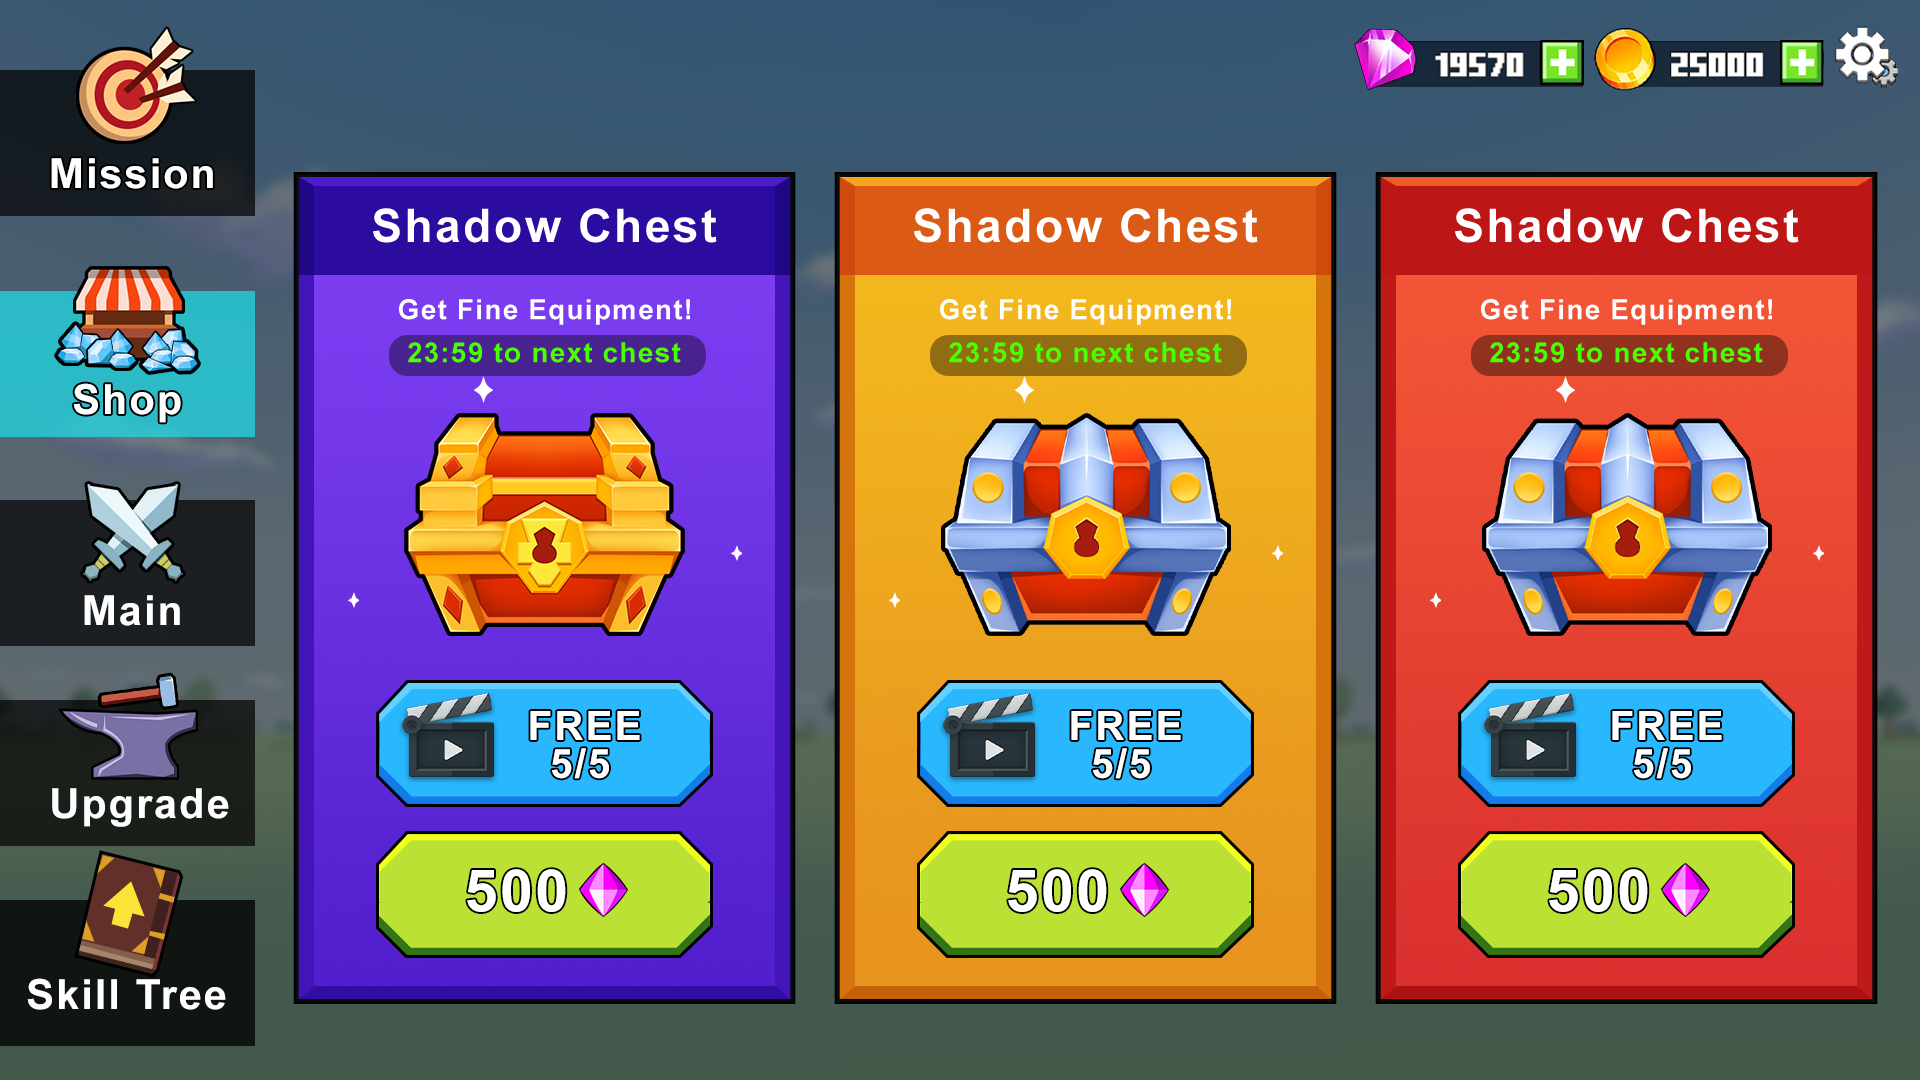 19570
25000
Mission
Shop
Main
Upgrade
Skill Tree
Shadow Chest
Get Fine Equipment!
23:59 to next chest
FREE
5/5
500
Shadow Chest
Get Fine Equipment!
23:59 to next chest
FREE
5/5
500
Shadow Chest
Get Fine Equipment!
23:59 to next chest
FREE
5/5
500